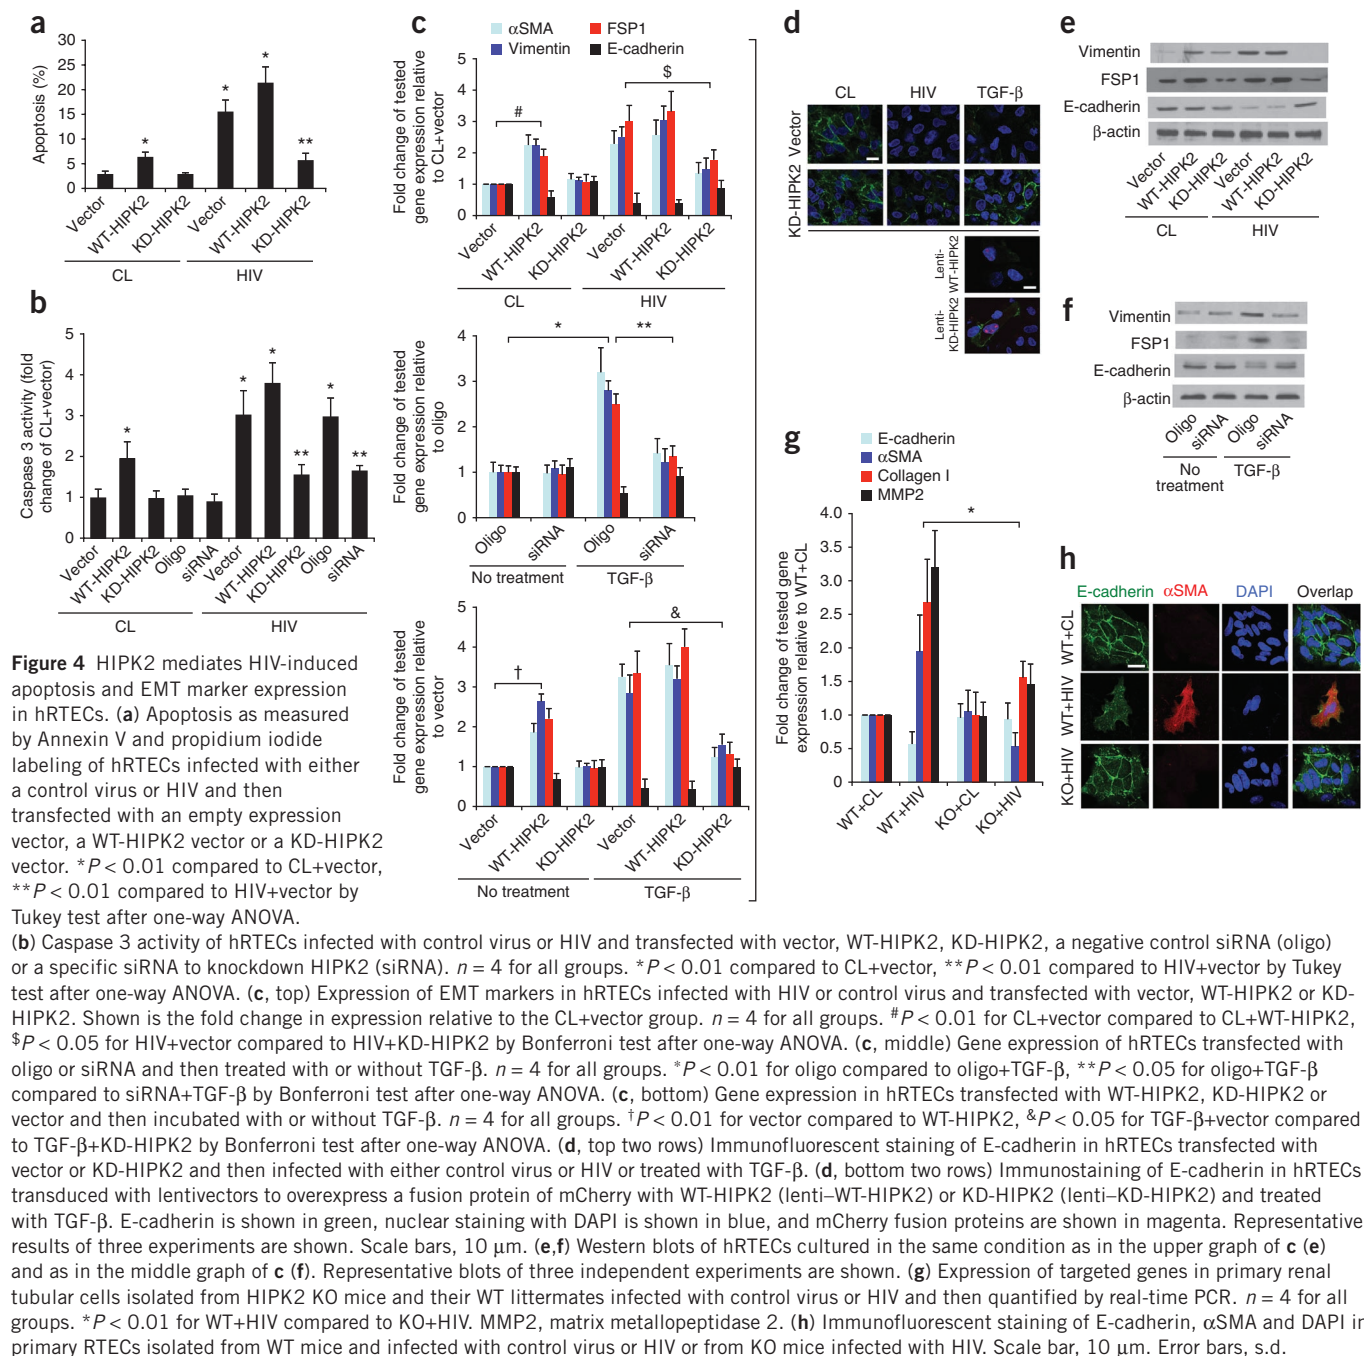 a
Apoptosis (%)
30
25
20
15
10
5
0
*
*
*
**
Vector
WT-HIPK2
KD-HIPK2
Vector
WT-HIPK2
KD-HIPK2
CL
HIV
b
Caspase 3 activity (fold
change of CL+vector)
5
4
3
2
1
0
*
*
*
**
*
**
Vector
WT-HIPK2
KD-HIPK2
Oligo
siRNA
Vector
WT-HIPK2
KD-HIPK2
Oligo
siRNA
CL
HIV
c
αSMA
FSP1
Vimentin
E-cadherin
Fold change of tested
gene expression relative
to CL+vector
5
4
3
2
1
0
#
$
Vector
WT-HIPK2
KD-HIPK2
Vector
WT-HIPK2
KD-HIPK2
CL
HIV
Fold change of tested
gene expression relative
to oligo
4
3
2
1
0
*
**
Oligo
siRNA
Oligo
siRNA
No treatment
TGF-β
Fold change of tested
gene expression relative
to vector
5
4
3
2
1
0
†
&
Vector
WT-HIPK2
KD-HIPK2
Vector
WT-HIPK2
KD-HIPK2
No treatment
TGF-β
d
CL
HIV
TGF-β
Vector
KD-HIPK2
Lenti-
WT-HIPK2
Lenti-
KD-HIPK2
e
Vimentin
FSP1
E-cadherin
β-actin
Vector
WT-HIPK2
KD-HIPK2
Vector
WT-HIPK2
KD-HIPK2
CL
HIV
f
Vimentin
FSP1
E-cadherin
β-actin
Oligo
siRNA
Oligo
siRNA
No
treatment
TGF-β
g
E-cadherin
αSMA
Collagen I
MMP2
Fold change of tested gene
expression relative to WT+CL
4.0
3.5
3.0
2.5
2.0
1.5
1.0
0.5
0
*
WT+CL
WT+HIV
KO+CL
KO+HIV
h
E-cadherin
αSMA
DAPI
Overlap
WT+CL
WT+HIV
KO+HIV
Figure 4 HIPK2 mediates HIV-induced
apoptosis and EMT marker expression
in hRTECs. (a) Apoptosis as measured
by Annexin V and propidium iodide
labeling of hRTECs infected with either
a control virus or HIV and then
transfected with an empty expression
vector, a WT-HIPK2 vector or a KD-HIPK2
vector. *P < 0.01 compared to CL+vector,
**P < 0.01 compared to HIV+vector by
Tukey test after one-way ANOVA.
(b) Caspase 3 activity of hRTECs infected with control virus or HIV and transfected with vector, WT-HIPK2, KD-HIPK2, a negative control siRNA (oligo)
or a specific siRNA to knockdown HIPK2 (siRNA). n = 4 for all groups. *P < 0.01 compared to CL+vector, **P < 0.01 compared to HIV+vector by Tukey
test after one-way ANOVA. (c, top) Expression of EMT markers in hRTECs infected with HIV or control virus and transfected with vector, WT-HIPK2 or KD-
HIPK2. Shown is the fold change in expression relative to the CL+vector group. n = 4 for all groups. #P < 0.01 for CL+vector compared to CL+WT-HIPK2,
$P < 0.05 for HIV+vector compared to HIV+KD-HIPK2 by Bonferroni test after one-way ANOVA. (c, middle) Gene expression of hRTECs transfected with
oligo or siRNA and then treated with or without TGF-β. n = 4 for all groups. *P < 0.01 for oligo compared to oligo+TGF-β, **P < 0.05 for oligo+TGF-β
compared to siRNA+TGF-β by Bonferroni test after one-way ANOVA. (c, bottom) Gene expression in hRTECs transfected with WT-HIPK2, KD-HIPK2 or
vector and then incubated with or without TGF-β. n = 4 for all groups. †P < 0.01 for vector compared to WT-HIPK2, &P < 0.05 for TGF-β+vector compared
to TGF-β+KD-HIPK2 by Bonferroni test after one-way ANOVA. (d, top two rows) Immunofluorescent staining of E-cadherin in hRTECs transfected with
vector or KD-HIPK2 and then infected with either control virus or HIV or treated with TGF-β. (d, bottom two rows) Immunostaining of E-cadherin in hRTECs
transduced with lentivectors to overexpress a fusion protein of mCherry with WT-HIPK2 (lenti–WT-HIPK2) or KD-HIPK2 (lenti–KD-HIPK2) and treated
with TGF-β. E-cadherin is shown in green, nuclear staining with DAPI is shown in blue, and mCherry fusion proteins are shown in magenta. Representative
results of three experiments are shown. Scale bars, 10 μm. (e,f) Western blots of hRTECs cultured in the same condition as in the upper graph of c (e)
and as in the middle graph of c (f). Representative blots of three independent experiments are shown. (g) Expression of targeted genes in primary renal
tubular cells isolated from HIPK2 KO mice and their WT littermates infected with control virus or HIV and then quantified by real-time PCR. n = 4 for all
groups. *P < 0.01 for WT+HIV compared to KO+HIV. MMP2, matrix metallopeptidase 2. (h) Immunofluorescent staining of E-cadherin, αSMA and DAPI in
primary RTECs isolated from WT mice and infected with control virus or HIV or from KO mice infected with HIV. Scale bar, 10 μm. Error bars, s.d.